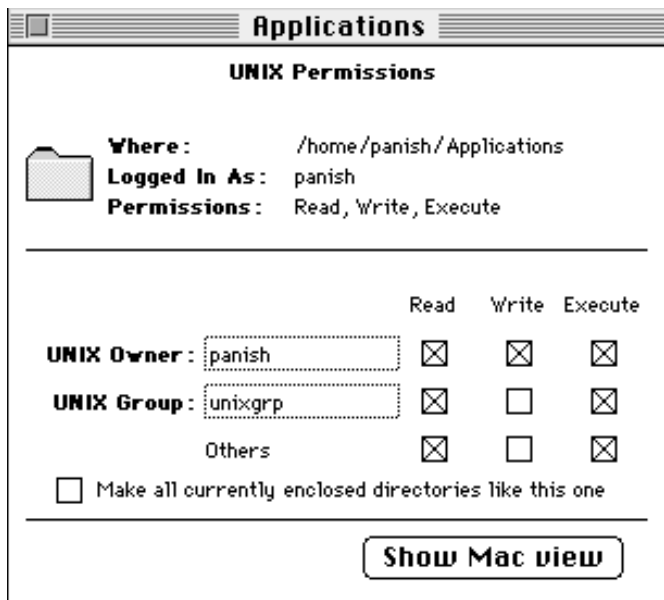 Applications
UNIX Permissions
Where: /home/panish/Applications
Logged In As: panish
Permissions: Read, Write, Execute
Read Write Execute
UNIX Owner: panish
UNIX Group: unixgrp
Others
Make all currently enclosed directories like this one
Show Mac view